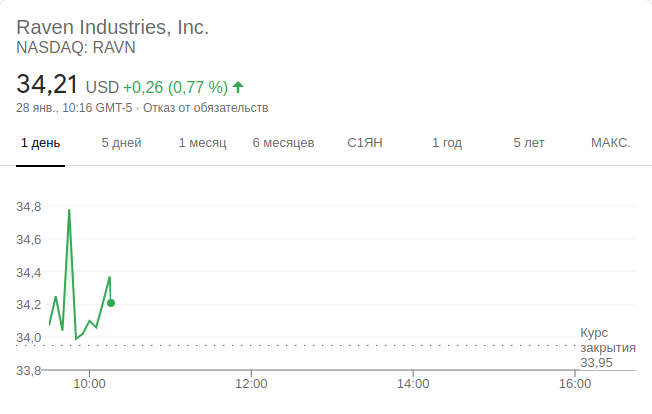 Raven Industries, Inc.
NASDAQ: RAVN
34,21 USD +0,26 (0,77 %)
28 янв., 10:16 GMT-5 · Отказ от обязательств
1 день 5 дней 1 месяц 6 месяцев С1ЯН 1 год 5 лет МАКС.
34,8
34,6
34,4
34,2
34,0
Курс
закрытия
33,95
33,8
10:00 12:00 14:00 16:00